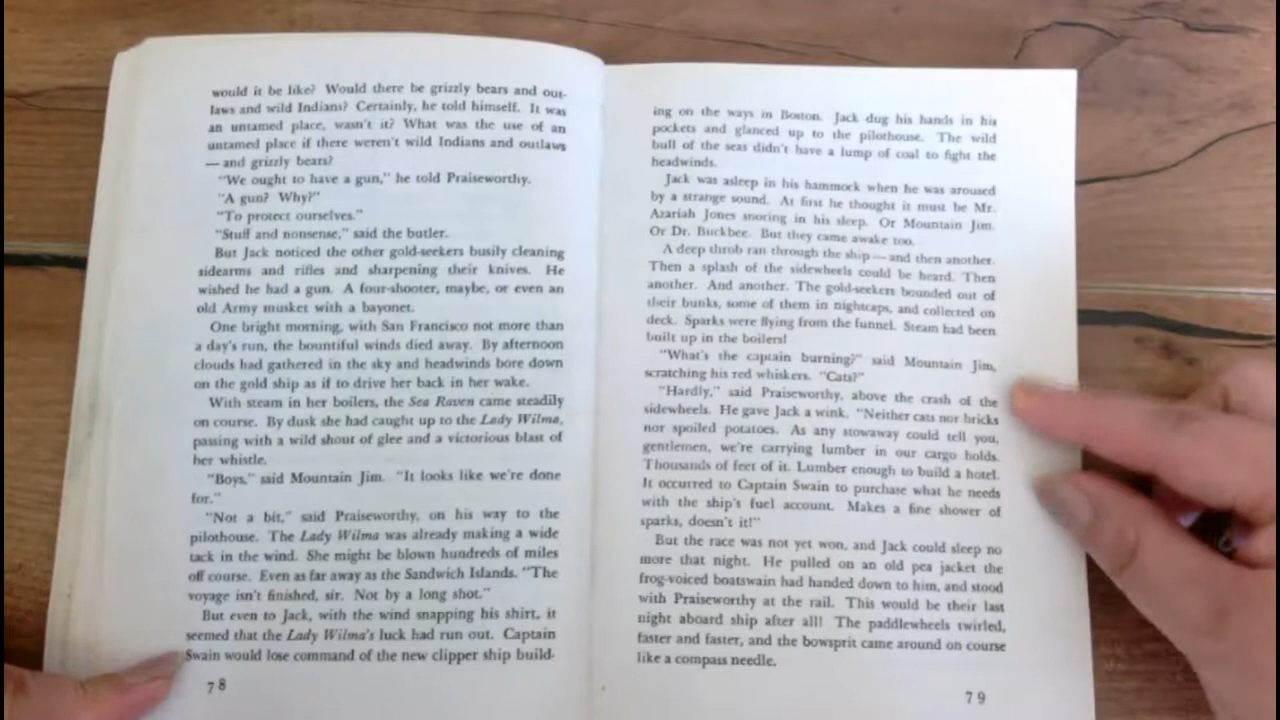 would it be like? Would there be grizzly bears and out-
laws and wild Indians? Certainly, he told himself. It was
an untamed place, wasn't it? What was the use of an
untamed place if there weren't wild Indians and outlaws
— and grizzly bears?
"We ought to have a gun," he told Praiseworthy.
"A gun? Why?"
"To protect ourselves."
"Stuff and nonsense," said the butler.
But Jack noticed the other gold-seekers busily cleaning
sidearms and rifles and sharpening their knives. He
wished he had a gun. A four-shooter, maybe, or even an
old Army musket with a bayonet.
One bright morning, with San Francisco not more than
a day's run, the bountiful winds died away. By afternoon
clouds had gathered in the sky and headwinds bore down
on the gold ship as if to drive her back in her wake.
With steam in her boilers, the Sea Raven came steadily
on course. By dusk she had caught up to the Lady Wilma,
passing with a wild shout of glee and a victorious blast of
her whistle.
"Boys," said Mountain Jim. "It looks like we're done
for."
"Not a bit," said Praiseworthy, on his way to the
pilothouse. The Lady Wilma was already making a wide
tack in the wind. She might be blown hundreds of miles
off course. Even as far away as the Sandwich Islands. "The
voyage isn't finished, sir. Not by a long shot."
But even to Jack, with the wind snapping his shirt, it
seemed that the Lady Wilma's luck had run out. Captain
Swain would lose command of the new clipper ship build-
78
ing on the ways in Boston. Jack dug his hands in his
pockets and glanced up to the pilothouse. The wild
bull of the seas didn't have a lump of coal to fight the
headwinds.
Jack was asleep in his hammock when he was aroused
by a strange sound. At first he thought it must be Mr.
Azariah Jones snoring in his sleep. Or Mountain Jim.
Or Dr. Buckbee. But they came awake too.
A deep throb ran through the ship — and then another.
Then a splash of the sidewheels could be heard. Then
another. And another. The gold-seekers bounded out of
their bunks, some of them in nightcaps, and collected on
deck. Sparks were flying from the funnel. Steam had been
built up in the boilers!
"What's the captain burning?" said Mountain Jim,
scratching his red whiskers. "Cats?"
"Hardly," said Praiseworthy, above the crash of the
sidewheels. He gave Jack a wink. "Neither cats nor bricks
nor spoiled potatoes. As any stowaway could tell you,
gentlemen, we're carrying lumber in our cargo holds.
Thousands of feet of it. Lumber enough to build a hotel.
It occurred to Captain Swain to purchase what he needs
with the ship's fuel account. Makes a fine shower of
sparks, doesn't it!"
But the race was not yet won, and Jack could sleep no
more that night. He pulled on an old pea jacket the
frog-voiced boatswain had handed down to him, and stood
with Praiseworthy at the rail. This would be their last
night aboard ship after all! The paddlewheels twirled,
faster and faster, and the bowsprit came around on course
like a compass needle.
79